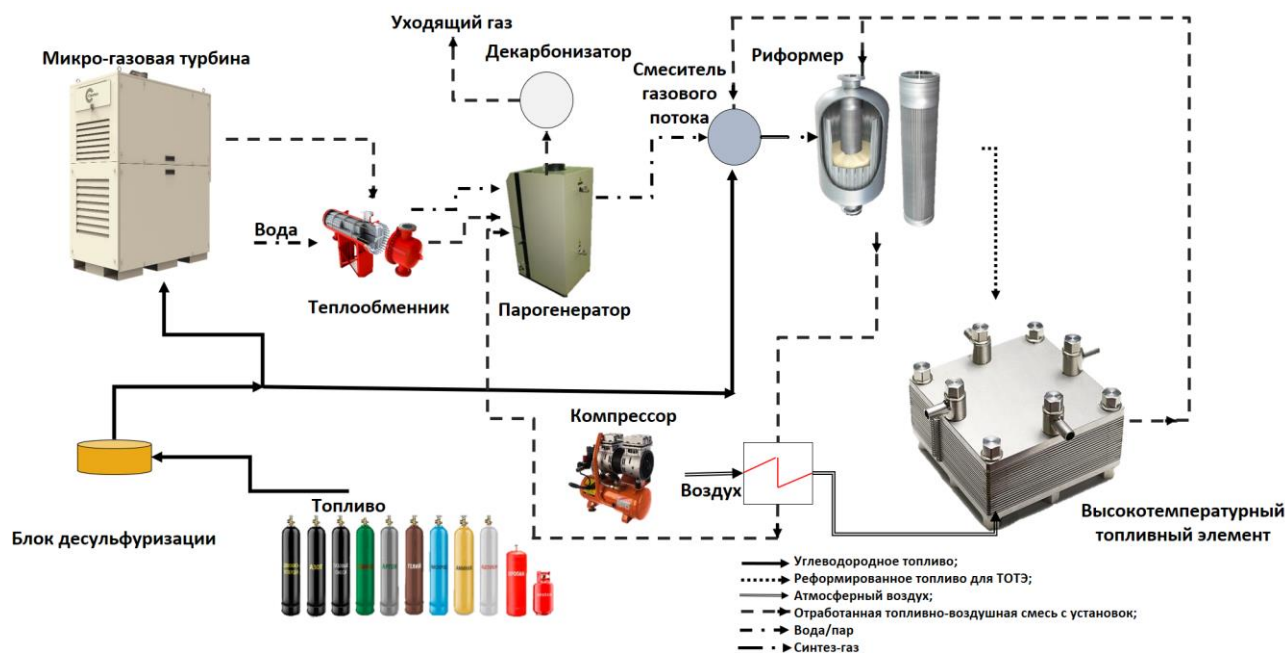 Уходящий газ
Декарбонизатор
Микро-газовая турбина
Смеситель
газового
потока
Риформер
Вода
Теплообменник
Парогенератор
Компрессор
Воздух
Топливо
АЗОТ
ГЕЛИЙ
Блок десульфуризации
Высокотемпературный
топливный элемент
Углеводородное топливо;
Реформированное топливо для ТОТЭ;
Атмосферный воздух;
Отработанная топливно-воздушная смесь с установок;
Вода/пар
Синтез-газ